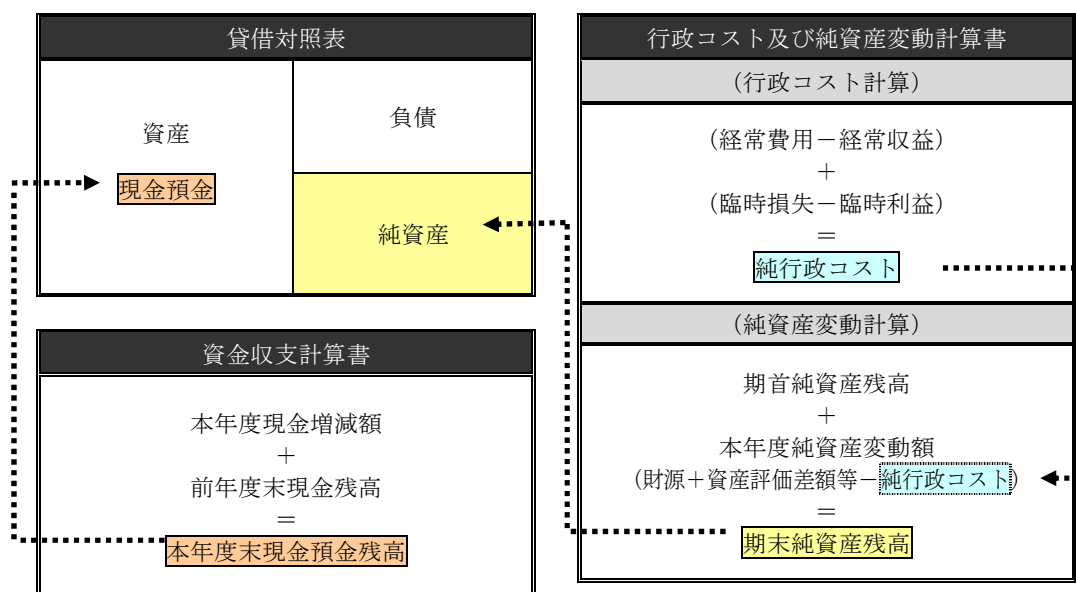 貸借対照表
資産
現金預金
負債
純資産
資金収支計算書
本年度現金増減額
＋
前年度末現金残高
＝
本年度末現金預金残高
行政コスト及び純資産変動計算書
（行政コスト計算）
（経常費用－経常収益）
＋
（臨時損失－臨時利益）
＝
純行政コスト
（純資産変動計算）
期首純資産残高
＋
本年度純資産変動額
（財源＋資産評価差額等－純行政コスト）
＝
期末純資産残高